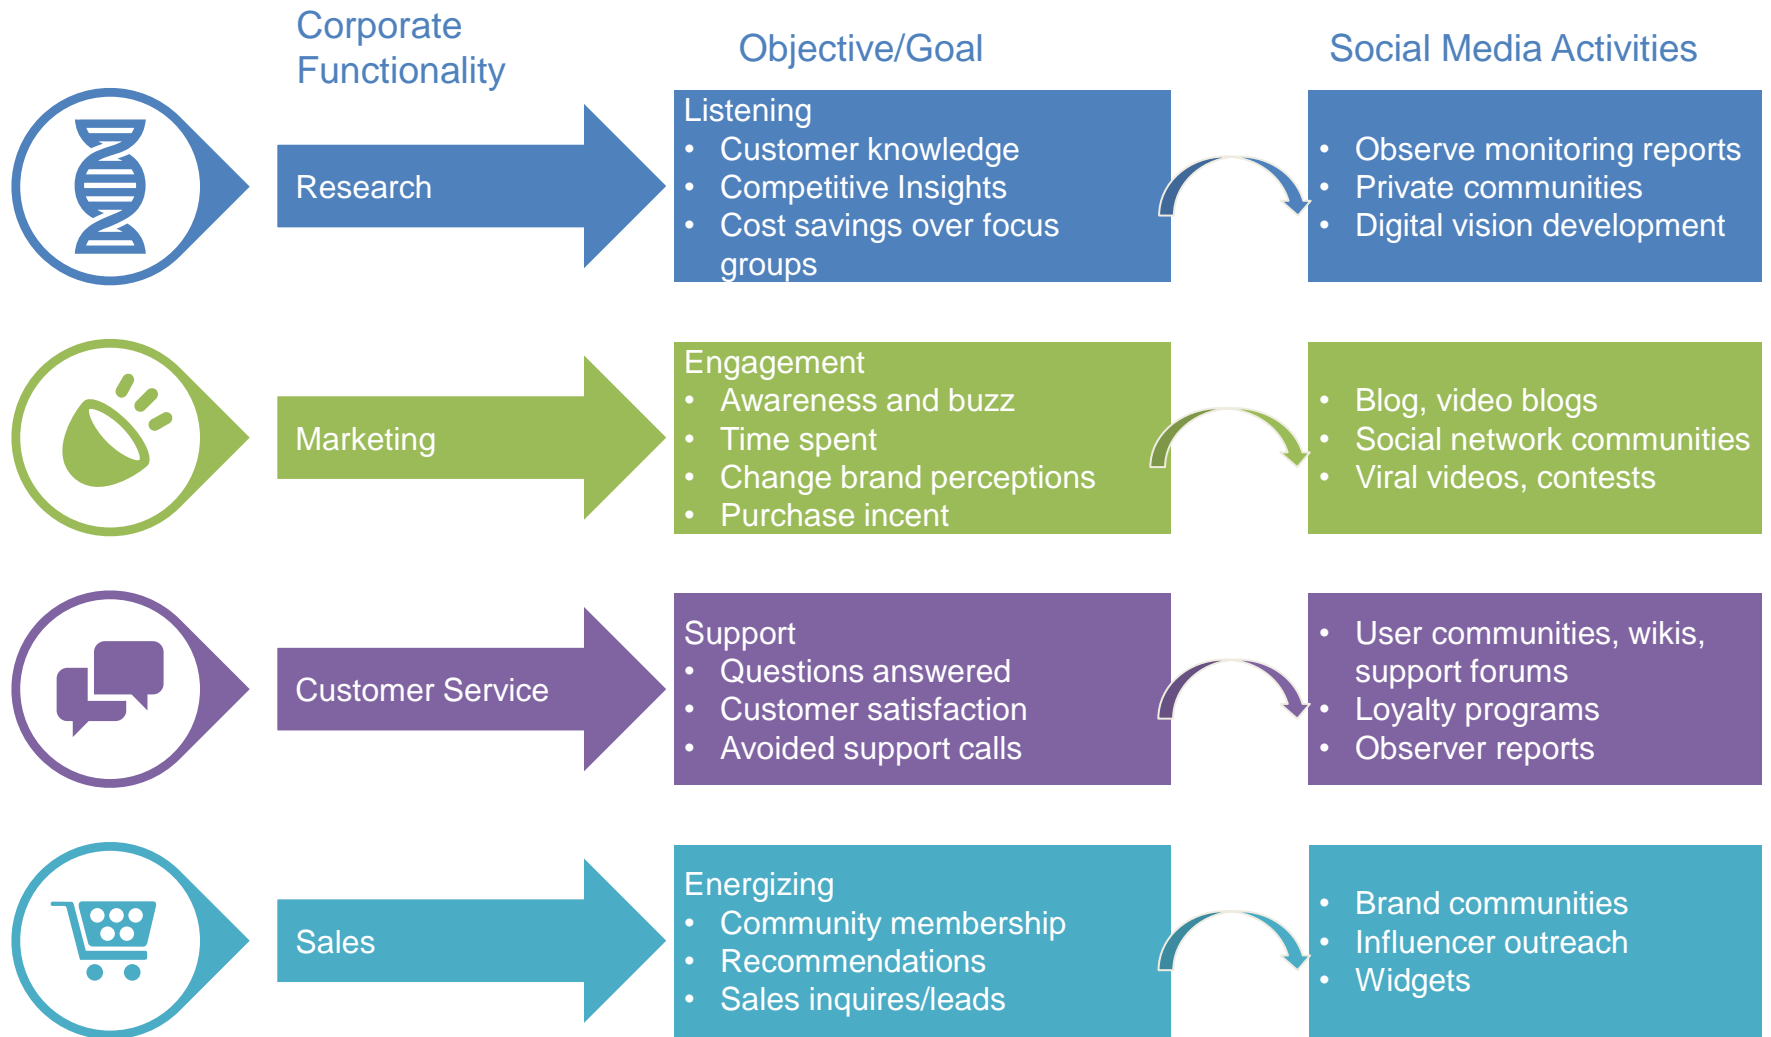 Corporate
Functionality
Objective/Goal
Social Media Activities
Research
Listening
• Customer knowledge
• Competitive Insights
• Cost savings over focus
groups
• Observe monitoring reports
• Private communities
• Digital vision development
Marketing
Engagement
• Awareness and buzz
• Time spent
• Change brand perceptions
• Purchase incent
• Blog, video blogs
• Social network communities
• Viral videos, contests
Customer Service
Support
• Questions answered
• Customer satisfaction
• Avoided support calls
• User communities, wikis,
support forums
• Loyalty programs
• Observer reports
Sales
Energizing
• Community membership
• Recommendations
• Sales inquires/leads
• Brand communities
• Influencer outreach
• Widgets